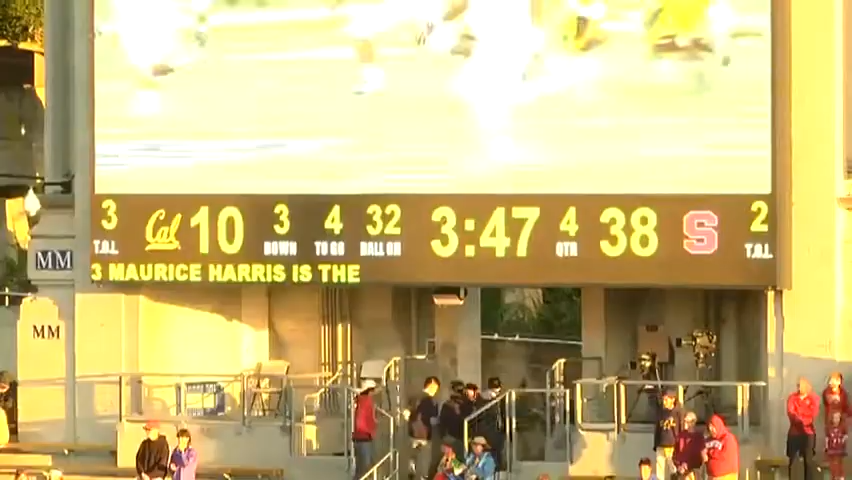 3 Cal 10 3 4 32 3:47 4 38 S 2
T.O.L DOWN TO GO BALL ON QTR T.O.L
3 MAURICE HARRIS IS THE
MM
MM